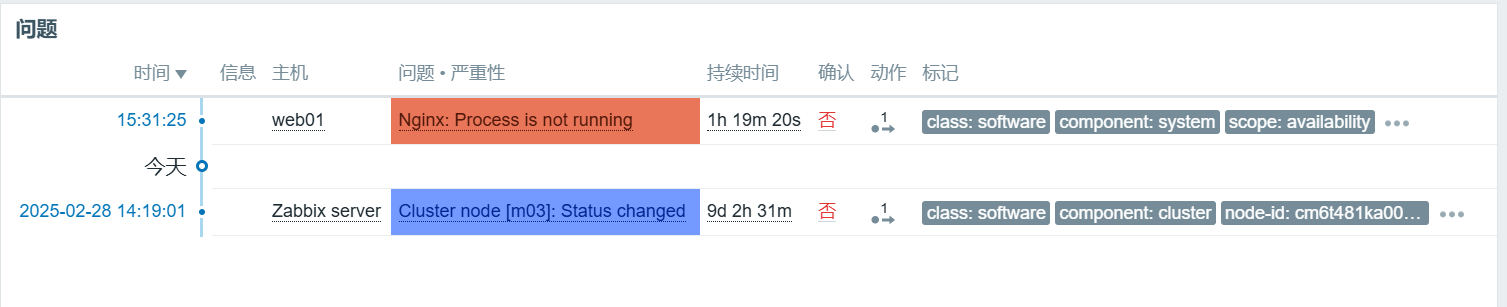 问题
时间 信息 主机 问题 • 严重性 持续时间 确认 动作 标记
15:31:25 web01 Nginx: Process is not running 1h 19m 20s 否 1 class: software component: system scope: availability
今天
2025-02-28 14:19:01 Zabbix server Cluster node [m03]: Status changed 9d 2h 31m 否 1 class: software component: cluster node-id: cm6t481ka00…